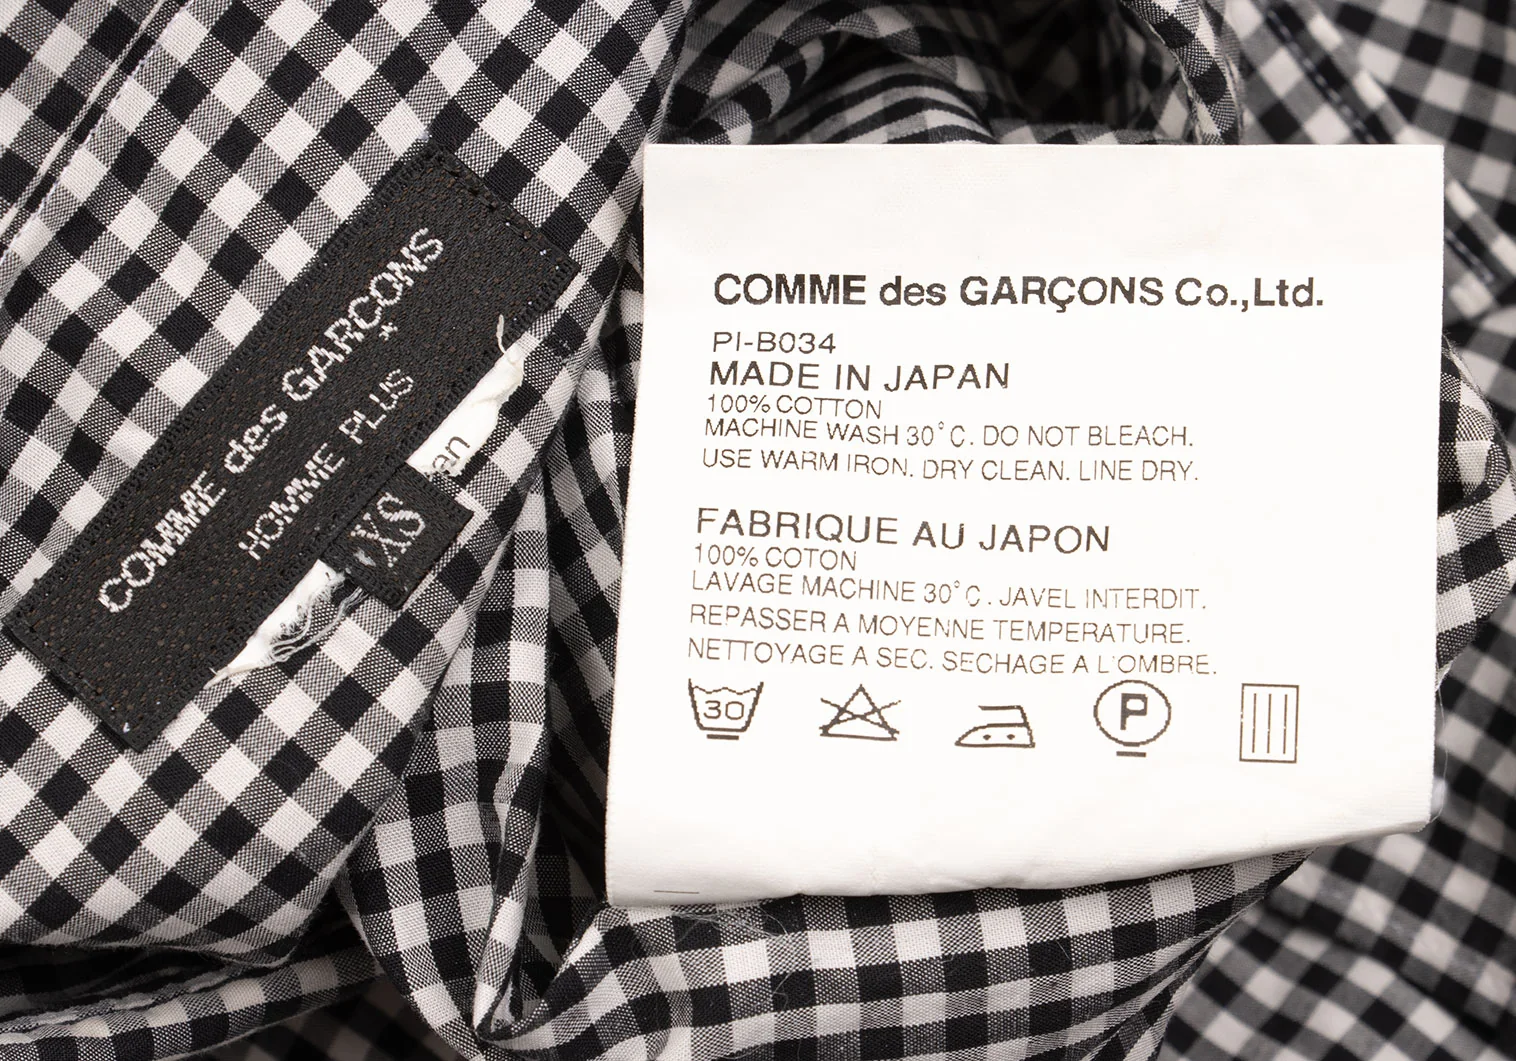 COMME des GARÇONS
HOMME PLUS
an
XS
COMME des GARÇONS Co.,Ltd.
PI-B034
MADE IN JAPAN
100% COTTON
MACHINE WASH 30°C. DO NOT BLEACH.
USE WARM IRON. DRY CLEAN. LINE DRY.
FABRIQUE AU JAPON
100% COTON
LAVAGE MACHINE 30°C. JAVEL INTERDIT.
REPASSER A MOYENNE TEMPERATURE.
NETTOYAGE A SEC. SECHAGE A L'OMBRE.
30
P